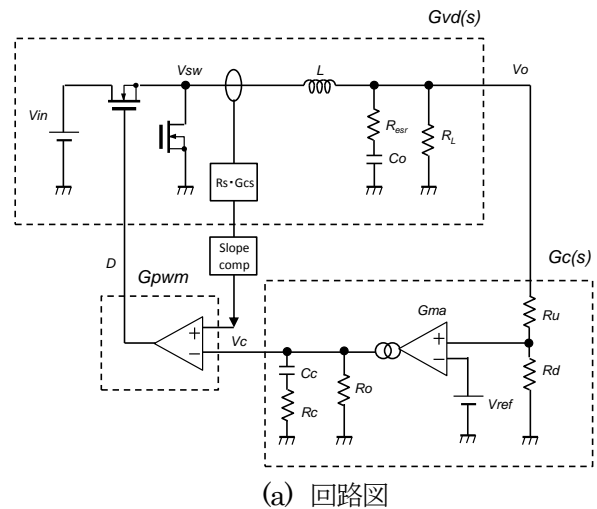 Gvd(s)
Vsw
L
Vo
Vin
Resr
RL
Co
Rs・Gcs
Slope
comp
D
Gpwm
Gc(s)
Gma
Ru
Vc
Cc
Ro
Rd
Rc
Vref
+
−
+
−
(a) 回路図